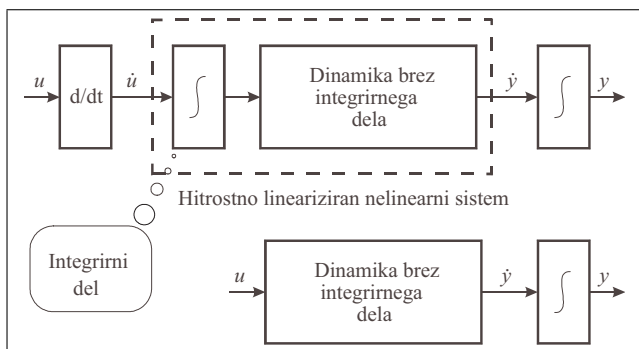 u
d/dt
u̇
∫
Dinamika brez
integrirnega
dela
ẏ
∫
y
Hitrostno lineariziran nelinearni sistem
Integrirni
del
u
Dinamika brez
integrirnega
dela
ẏ
∫
y